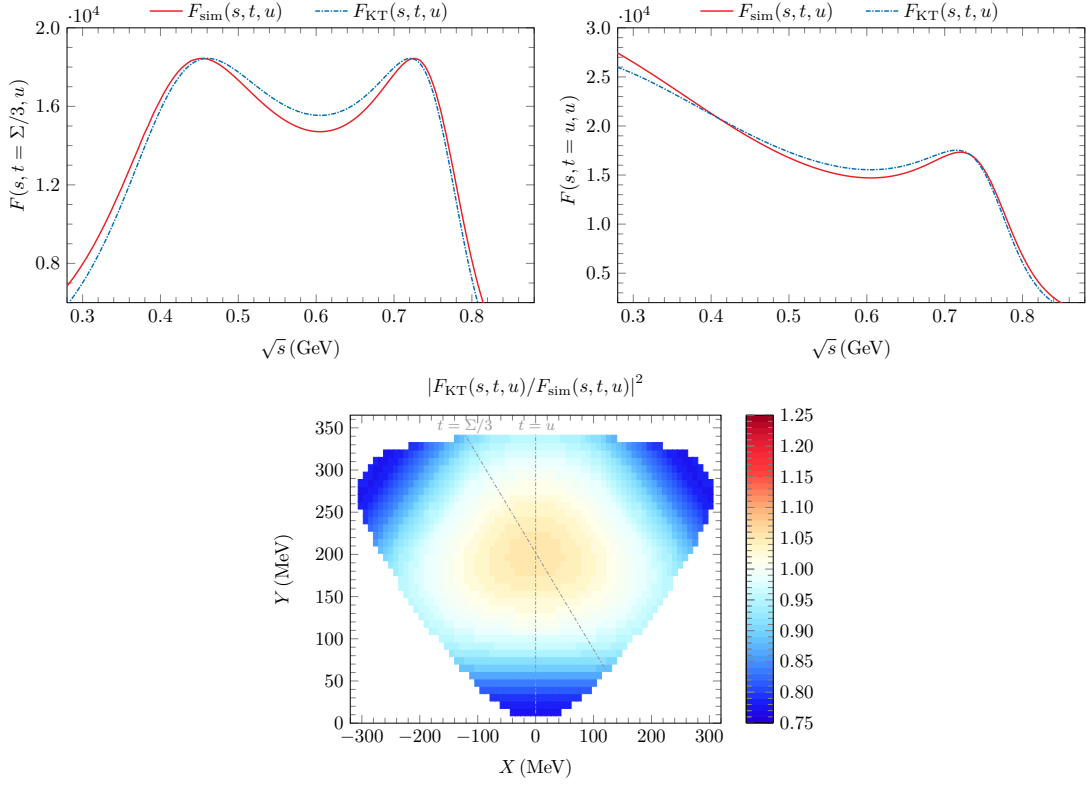 F_sim(s, t, u) F_KT(s, t, u)
·10⁴
2.0
1.6
1.2
0.8
F(s, t = Σ/3, u)
0.3 0.4 0.5 0.6 0.7 0.8
√s (GeV)
F_sim(s, t, u) F_KT(s, t, u)
·10⁴
3.0
2.5
2.0
1.5
1.0
0.5
F(s, t = u, u)
0.3 0.4 0.5 0.6 0.7 0.8
√s (GeV)
|F_KT(s, t, u)/F_sim(s, t, u)|²
t = Σ/3 t = u
350
300
250
200
150
100
50
0
Y (MeV)
−300 −200 −100 0 100 200 300
X (MeV)
1.25
1.20
1.15
1.10
1.05
1.00
0.95
0.90
0.85
0.80
0.75